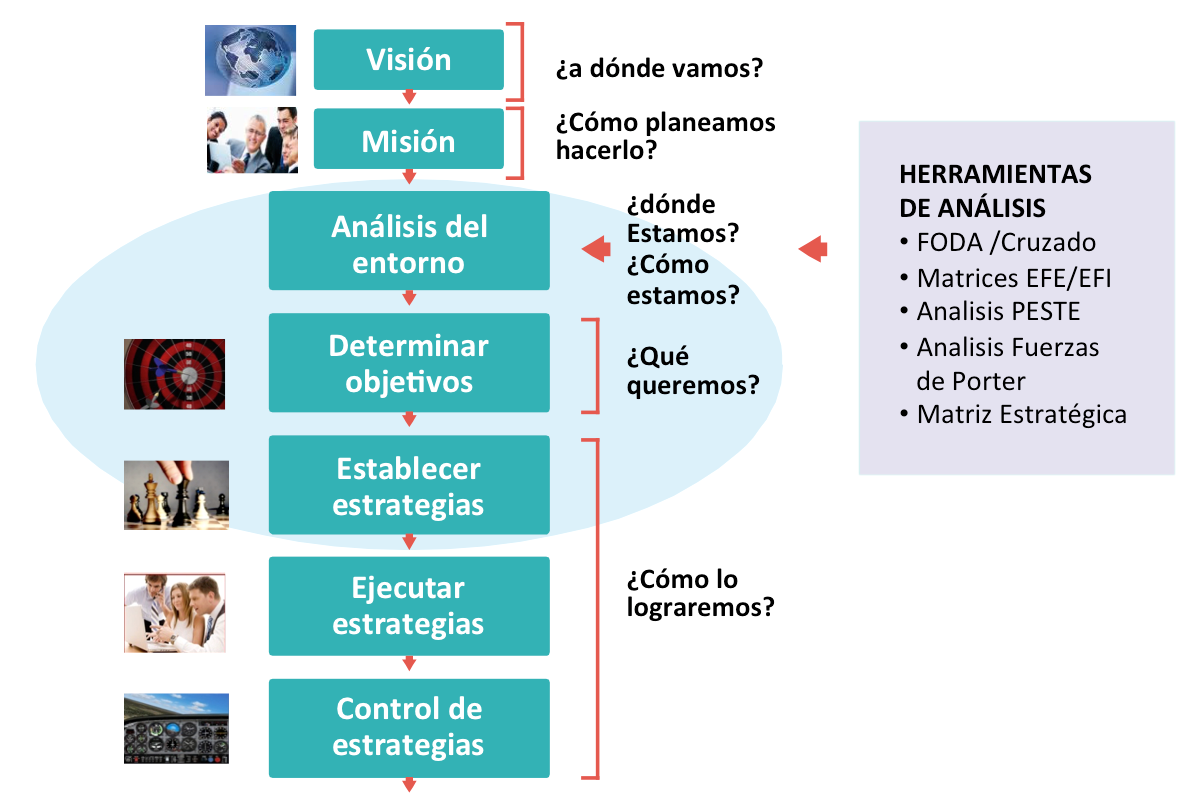 Visión
¿a dónde vamos?
Misión
¿Cómo planeamos
hacerlo?
Análisis del
entorno
¿dónde
Estamos?
¿Cómo
estamos?
Determinar
objetivos
¿Qué
queremos?
Establecer
estrategias
Ejecutar
estrategias
¿Cómo lo
lograremos?
Control de
estrategias
HERRAMIENTAS
DE ANÁLISIS
• FODA /Cruzado
• Matrices EFE/EFI
• Analisis PESTE
• Analisis Fuerzas
de Porter
• Matriz Estratégica